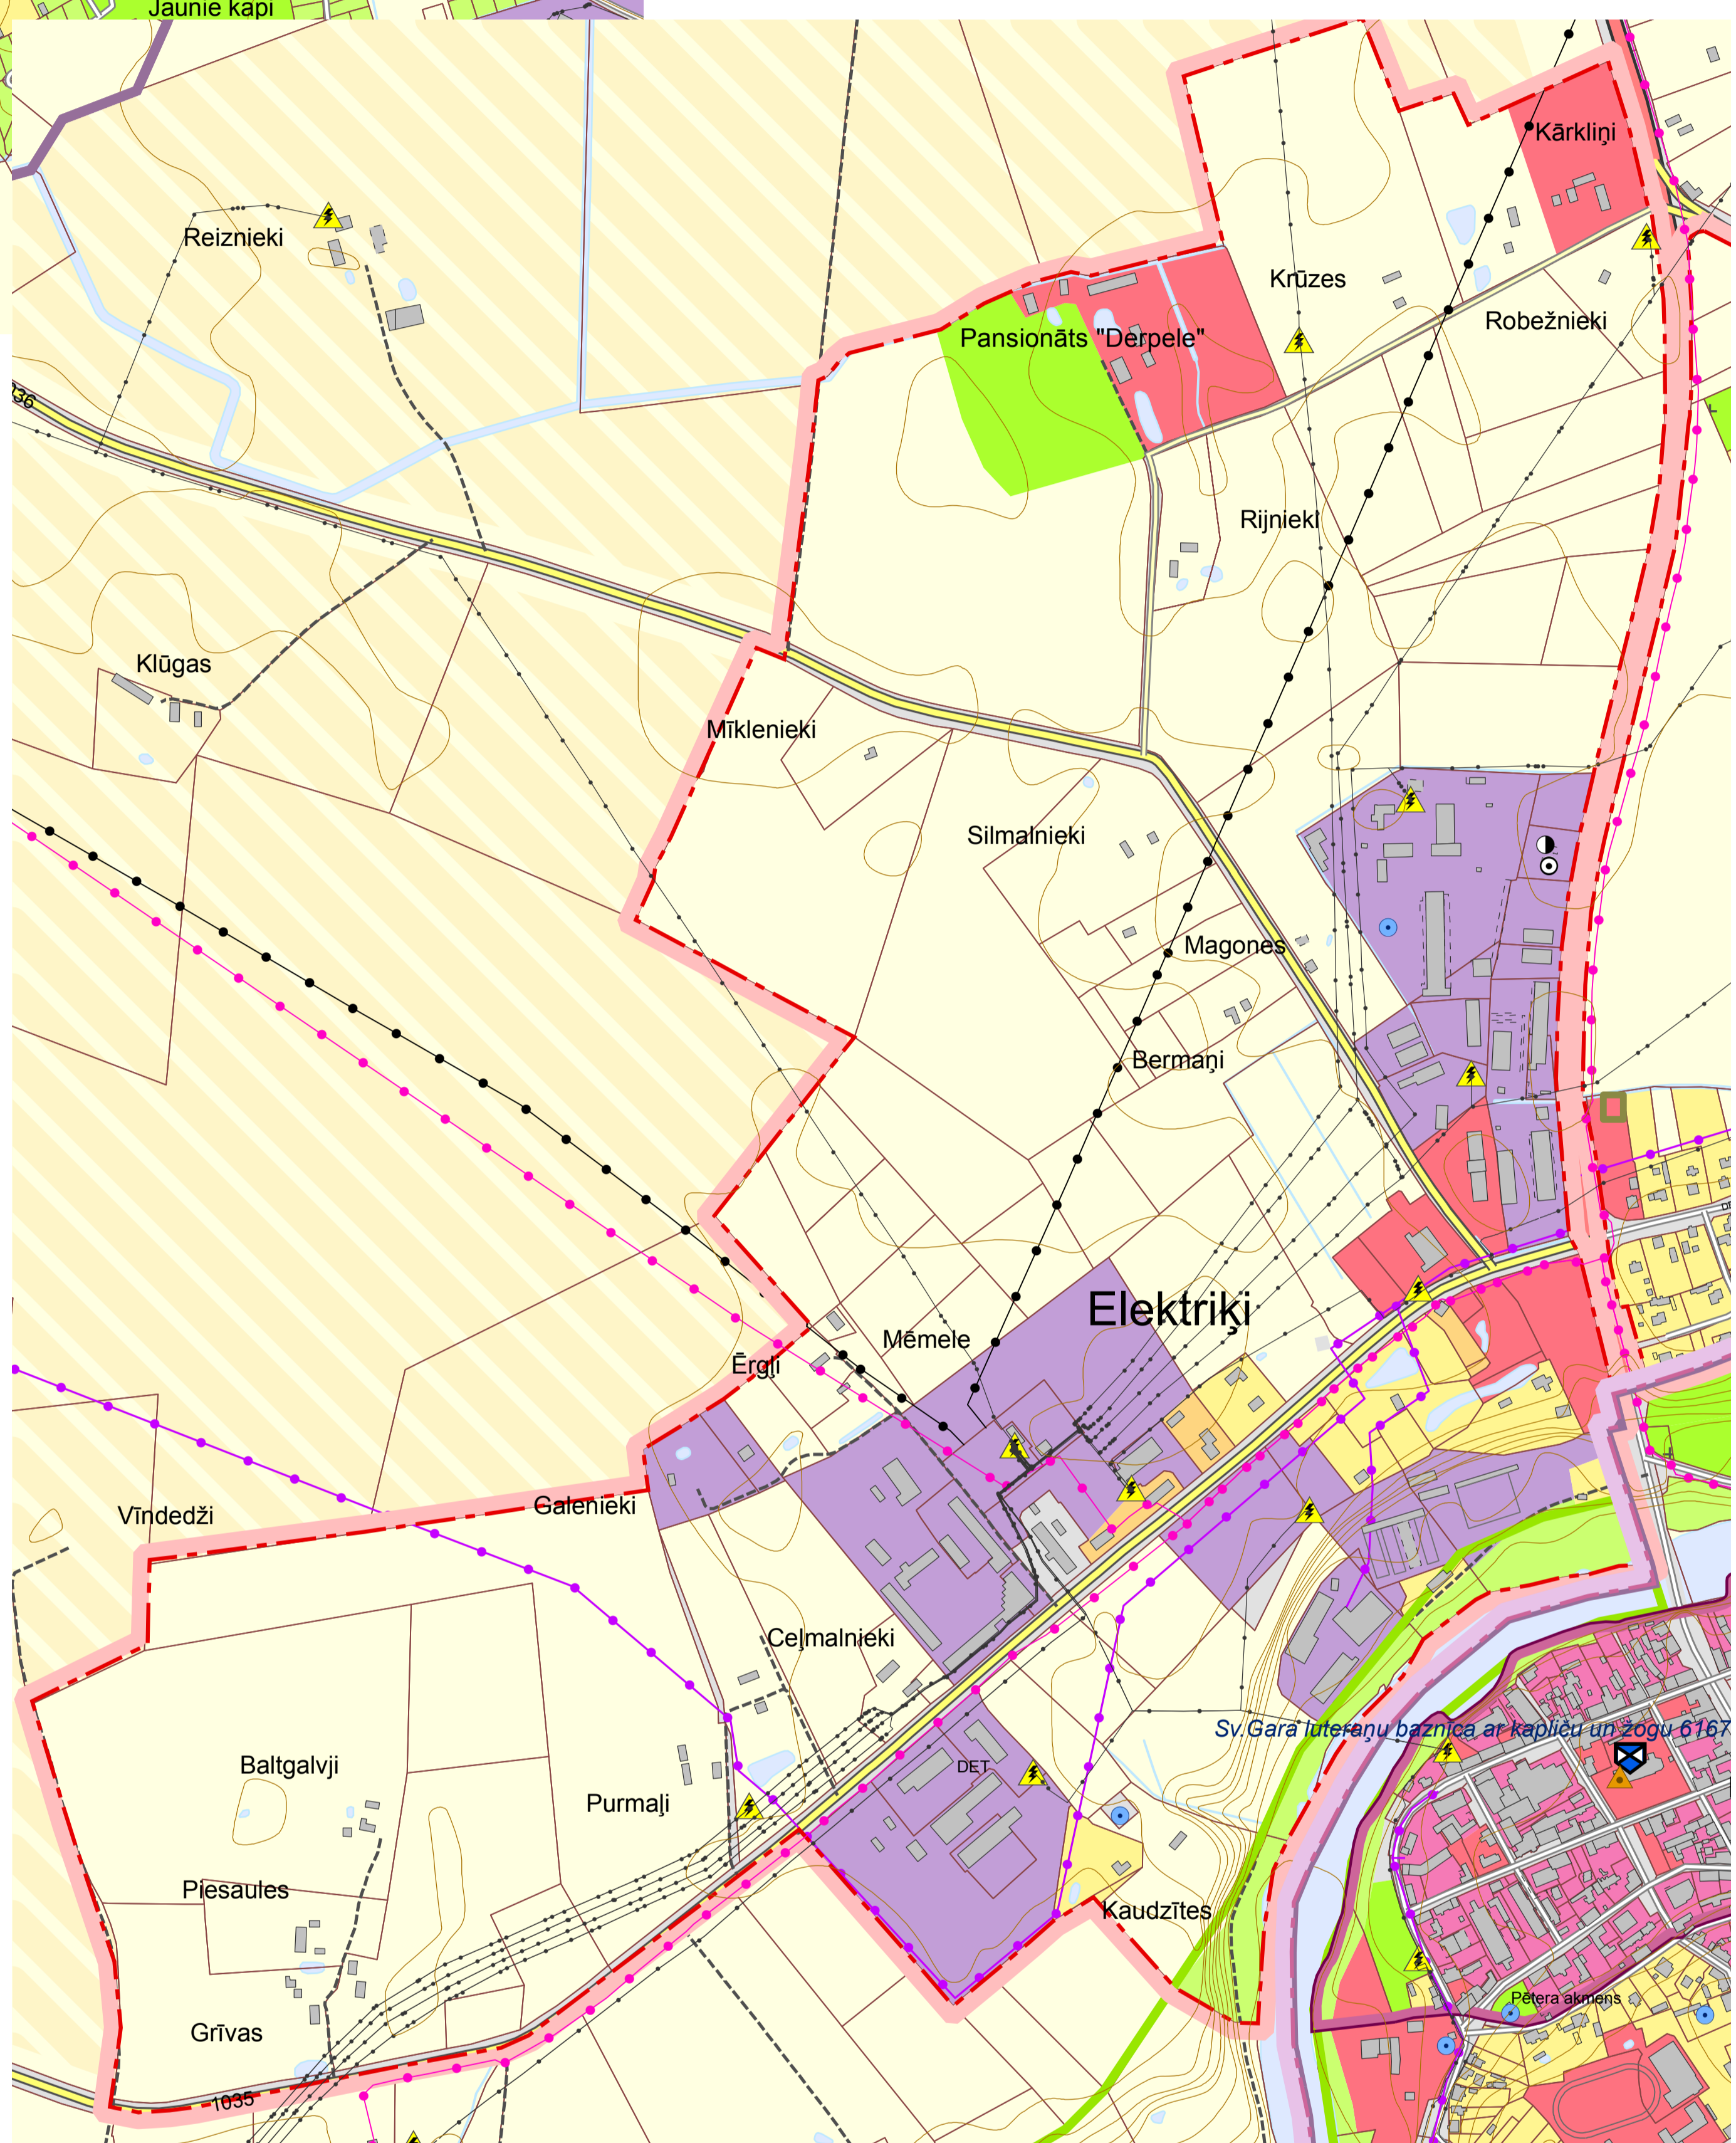 Jaunie kapi
Kārkliņi
Reiznieki
Krūzes
Robežnieki
Pansionāts "Derpele"
Rijnieki
Klūgas
Mīklenieki
Silmalnieki
Magones
Bermaņi
Elektriķi
Mēmele
Ērgļi
Galenieki
Vīndedži
Ceļmalnieki
Sv.Gara luterāņu baznīca ar kapliču un žogu 6167
Baltgalvji
DET
Purmaļi
Piesaules
Kaudzītes
Pētera akmens
Grīvas
1035